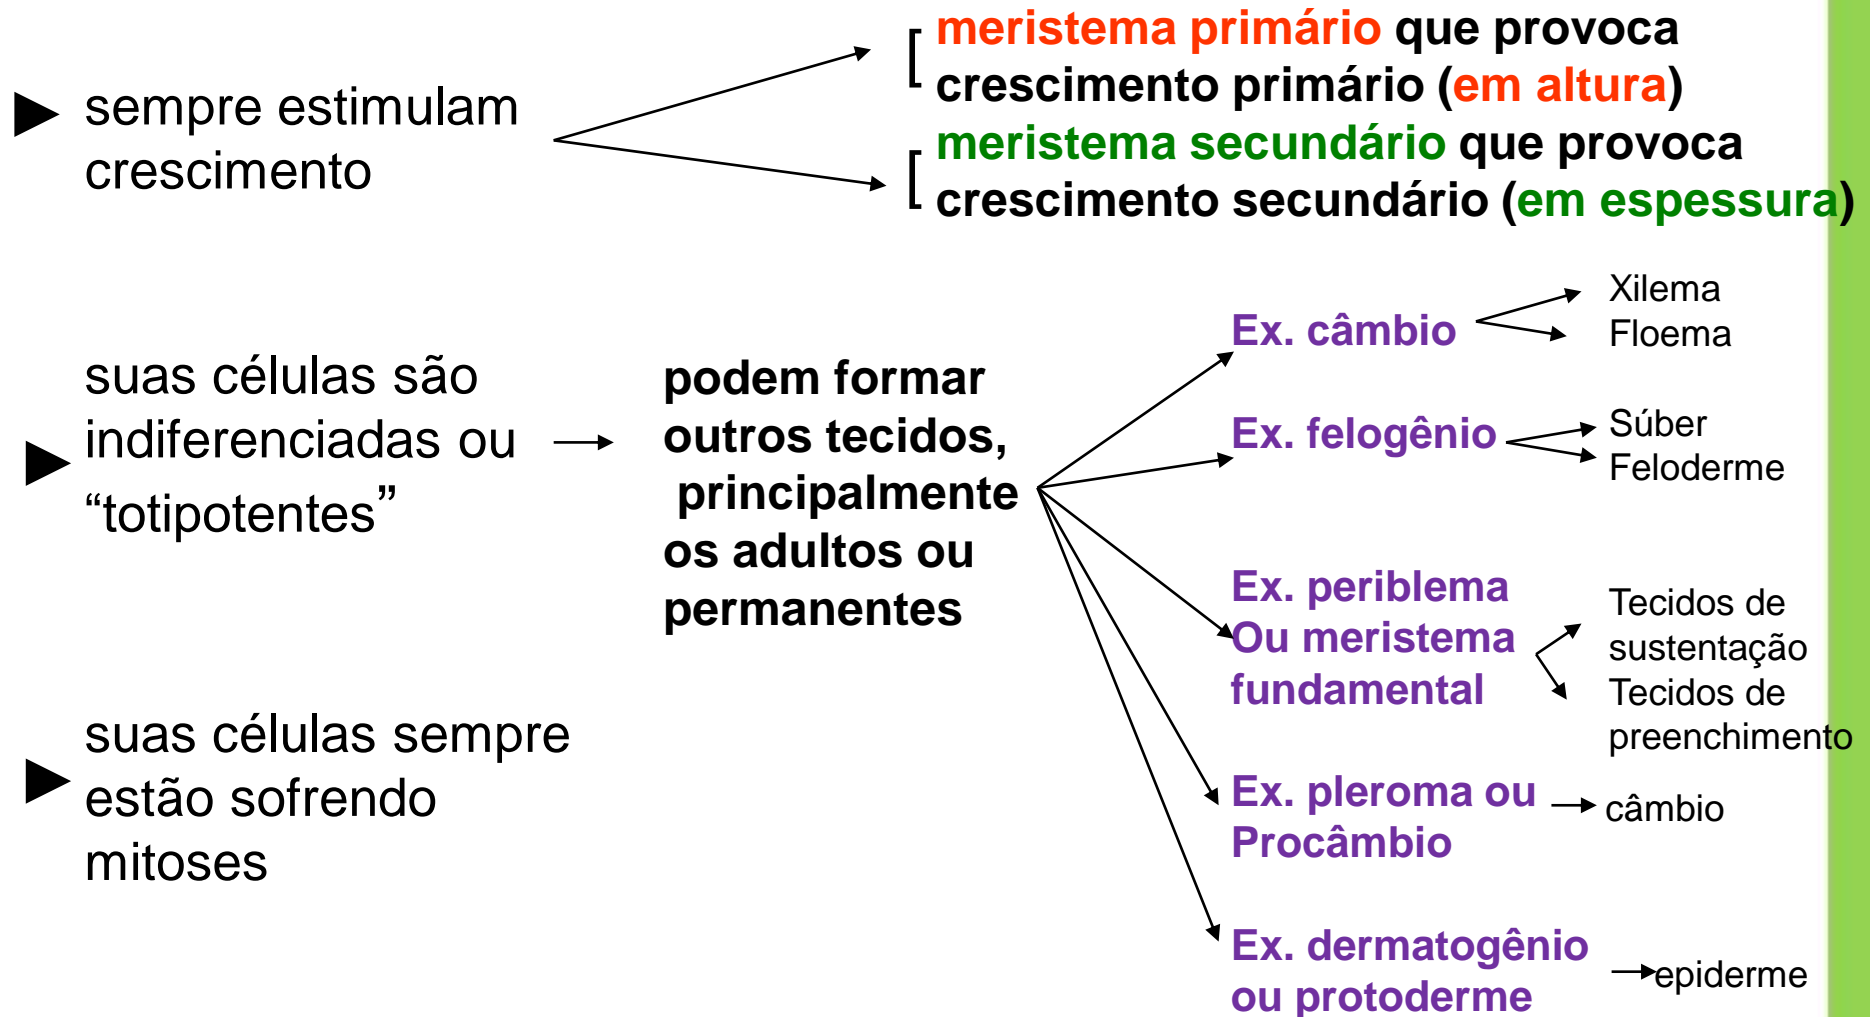 meristema primário que provoca
crescimento primário (em altura)
sempre estimulam
crescimento
meristema secundário que provoca
crescimento secundário (em espessura)
suas células são
indiferenciadas ou
“totipotentes”
podem formar
outros tecidos,
principalmente
os adultos ou
permanentes
Ex. câmbio
Xilema
Floema
Ex. felogênio
Súber
Feloderme
Ex. periblema
Ou meristema
fundamental
Tecidos de
sustentação
Tecidos de
preenchimento
suas células sempre
estão sofrendo
mitoses
Ex. pleroma ou
Procâmbio
câmbio
Ex. dermatogênio
ou protoderme
epiderme